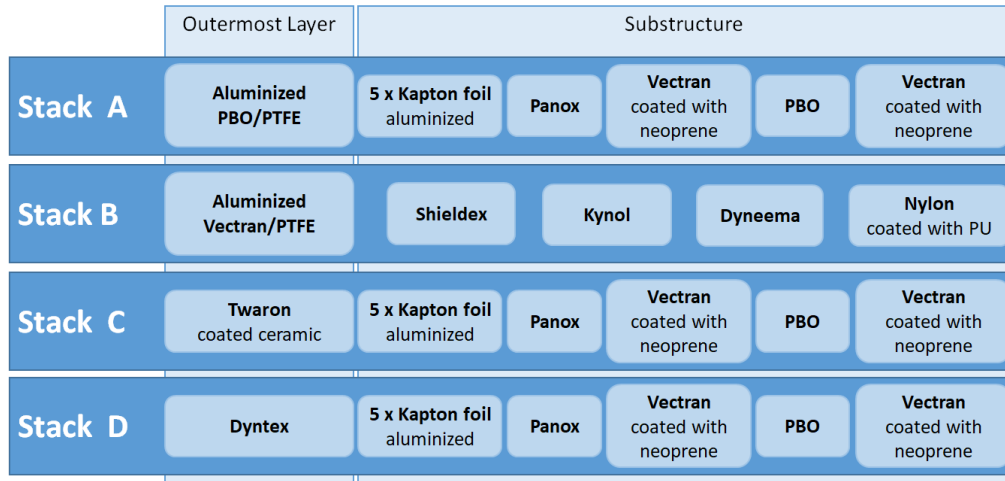 Outermost Layer
Substructure
Stack A
Aluminized
PBO/PTFE
5 x Kapton foil
aluminized
Panox
Vectran
coated with
neoprene
PBO
Vectran
coated with
neoprene
Stack B
Aluminized
Vectran/PTFE
Shieldex
Kynol
Dyneema
Nylon
coated with PU
Stack C
Twaron
coated ceramic
5 x Kapton foil
aluminized
Panox
Vectran
coated with
neoprene
PBO
Vectran
coated with
neoprene
Stack D
Dyntex
5 x Kapton foil
aluminized
Panox
Vectran
coated with
neoprene
PBO
Vectran
coated with
neoprene